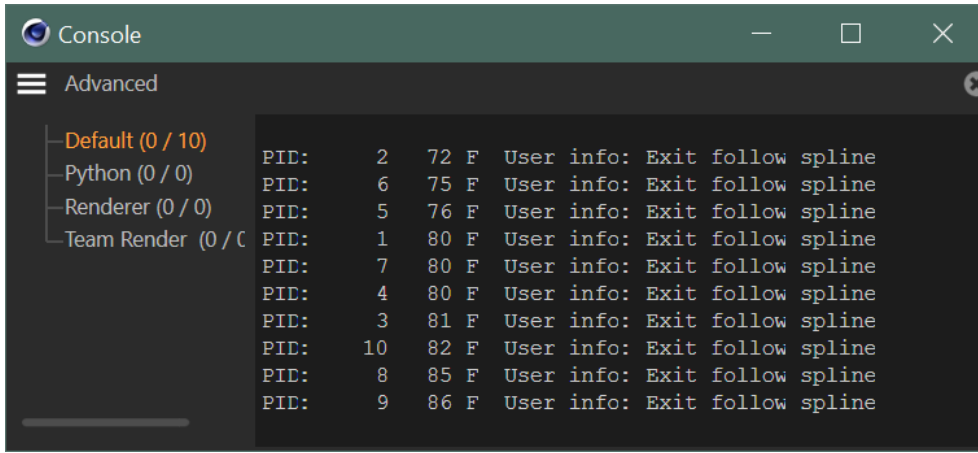 Console
Advanced
Default (0 / 10)
Python (0 / 0)
Renderer (0 / 0)
Team Render (0 / 0
PID: 2 72 F User info: Exit follow spline
PID: 6 75 F User info: Exit follow spline
PID: 5 76 F User info: Exit follow spline
PID: 1 80 F User info: Exit follow spline
PID: 7 80 F User info: Exit follow spline
PID: 4 80 F User info: Exit follow spline
PID: 3 81 F User info: Exit follow spline
PID: 10 82 F User info: Exit follow spline
PID: 8 85 F User info: Exit follow spline
PID: 9 86 F User info: Exit follow spline